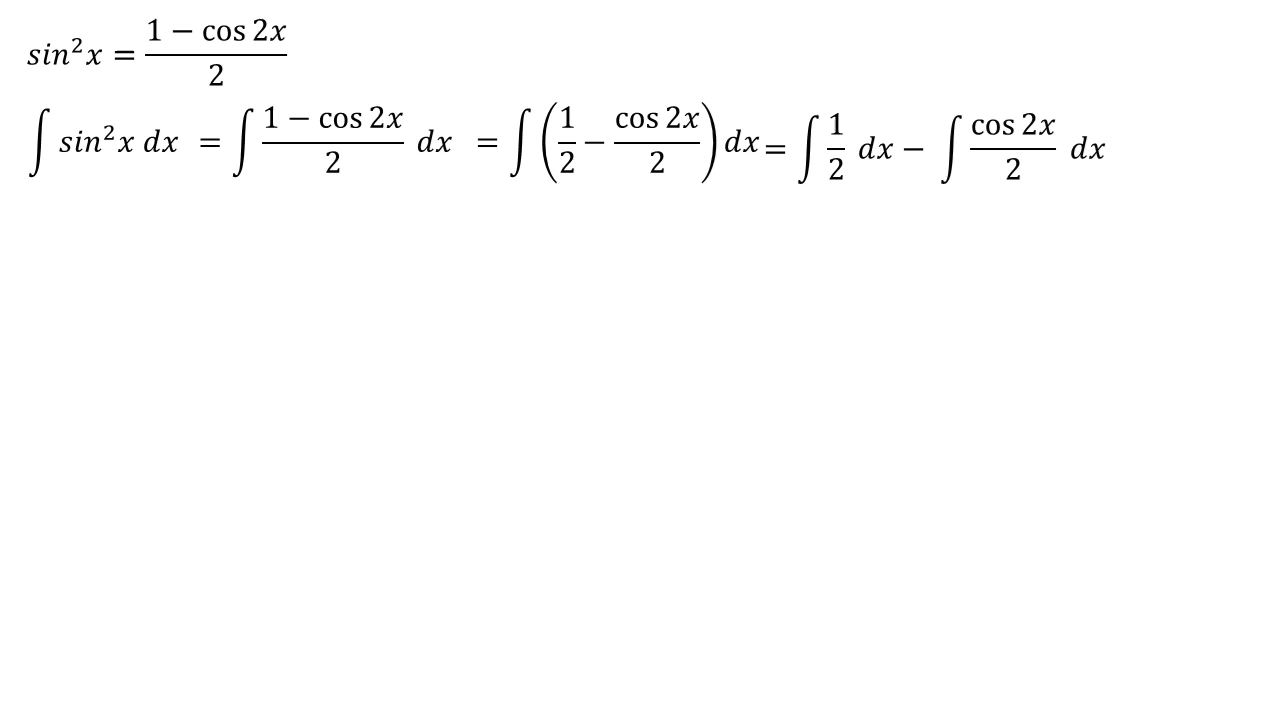 sin²x = (1 − cos 2x)/2
∫ sin²x dx = ∫ (1 − cos 2x)/2 dx = ∫ (1/2 − cos 2x/2) dx = ∫ 1/2 dx − ∫ cos 2x/2 dx